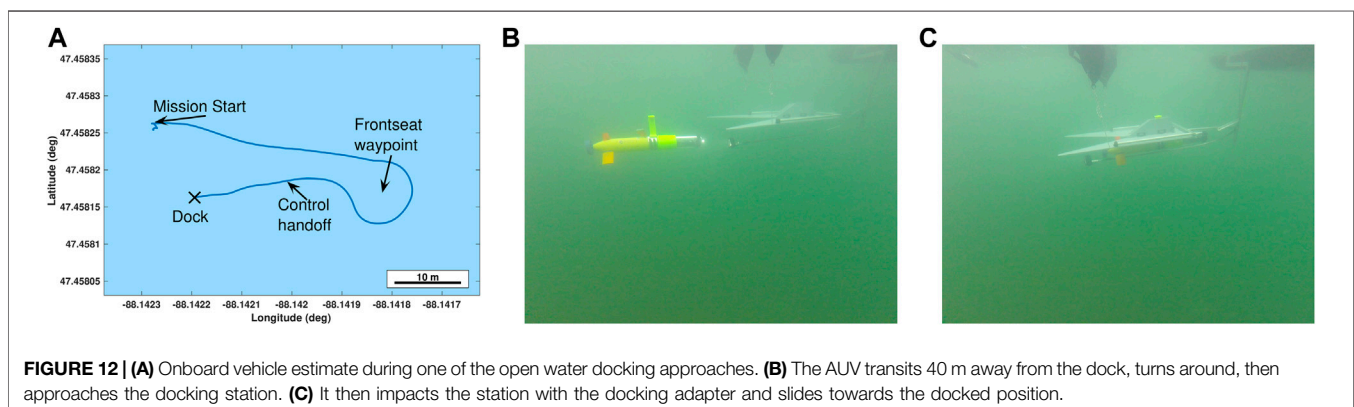 A
B
C
47.45835
47.4583
47.45825
47.4582
47.45815
47.4581
47.45805
Latitude (deg)
Mission Start
Frontseat
waypoint
Dock
Control
handoff
10 m
-88.1423 -88.1422 -88.1421 -88.142 -88.1419 -88.1418 -88.1417
Longitude (deg)
FIGURE 12 | (A) Onboard vehicle estimate during one of the open water docking approaches. (B) The AUV transits 40 m away from the dock, turns around, then
approaches the docking station. (C) It then impacts the station with the docking adapter and slides towards the docked position.